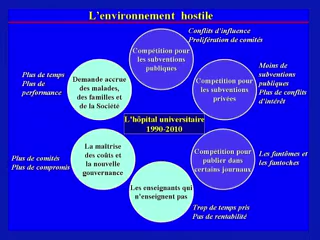 L'environnement hostile
Conflits d'influence
Prolifération de comités
Compétition pour
les subventions
publiques
Plus de temps
Plus de
performance
Demande accrue
des malades,
des familles et
de la Société
Compétition pour
les subventions
privées
Moins de
subventions
publiques
Plus de conflits
d'intérêt
L'hôpital universitaire
1990-2010
Plus de comités
Plus de compromis
La maîtrise
des coûts et
la nouvelle
gouvernance
Compétition pour
publier dans
certains journaux
Les fantômes et
les fantoches
Les enseignants qui
n'enseignent pas
Trop de temps pris
Pas de rentabilité